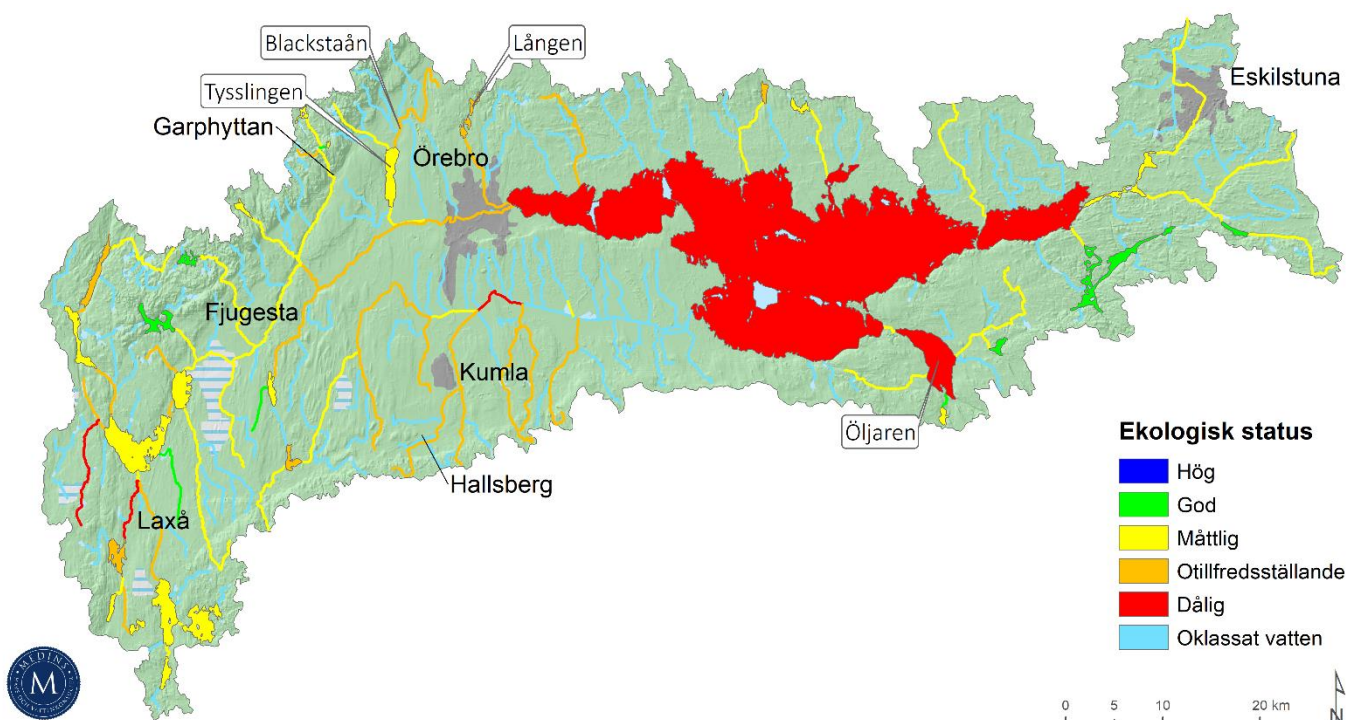 Blackstaån
Lången
Tysslingen
Garphyttan
Örebro
Eskilstuna
Fjugesta
Kumla
Öljaren
Hallsberg
Laxå
Ekologisk status
Hög
God
Måttlig
Otillfredsställande
Dålig
Oklassat vatten
MEDINS
M
0 5 10 20 km
N